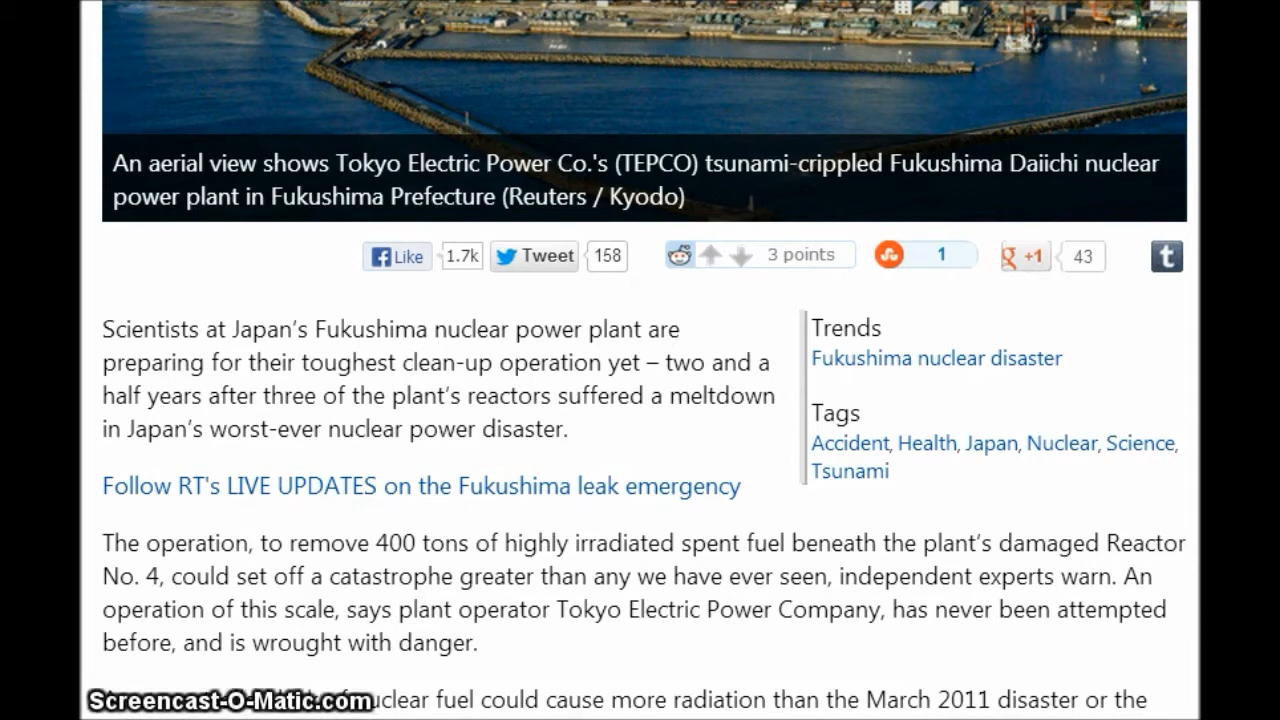 An aerial view shows Tokyo Electric Power Co.'s (TEPCO) tsunami-crippled Fukushima Daiichi nuclear
power plant in Fukushima Prefecture (Reuters / Kyodo)
Like 1.7k Tweet 158 3 points 1 +1 43 t
Scientists at Japan’s Fukushima nuclear power plant are
preparing for their toughest clean-up operation yet – two and a
half years after three of the plant’s reactors suffered a meltdown
in Japan’s worst-ever nuclear power disaster.
Trends
Fukushima nuclear disaster
Tags
Accident, Health, Japan, Nuclear, Science,
Tsunami
Follow RT's LIVE UPDATES on the Fukushima leak emergency
The operation, to remove 400 tons of highly irradiated spent fuel beneath the plant’s damaged Reactor
No. 4, could set off a catastrophe greater than any we have ever seen, independent experts warn. An
operation of this scale, says plant operator Tokyo Electric Power Company, has never been attempted
before, and is wrought with danger.
nuclear fuel could cause more radiation than the March 2011 disaster or the
Screencast-O-Matic.com